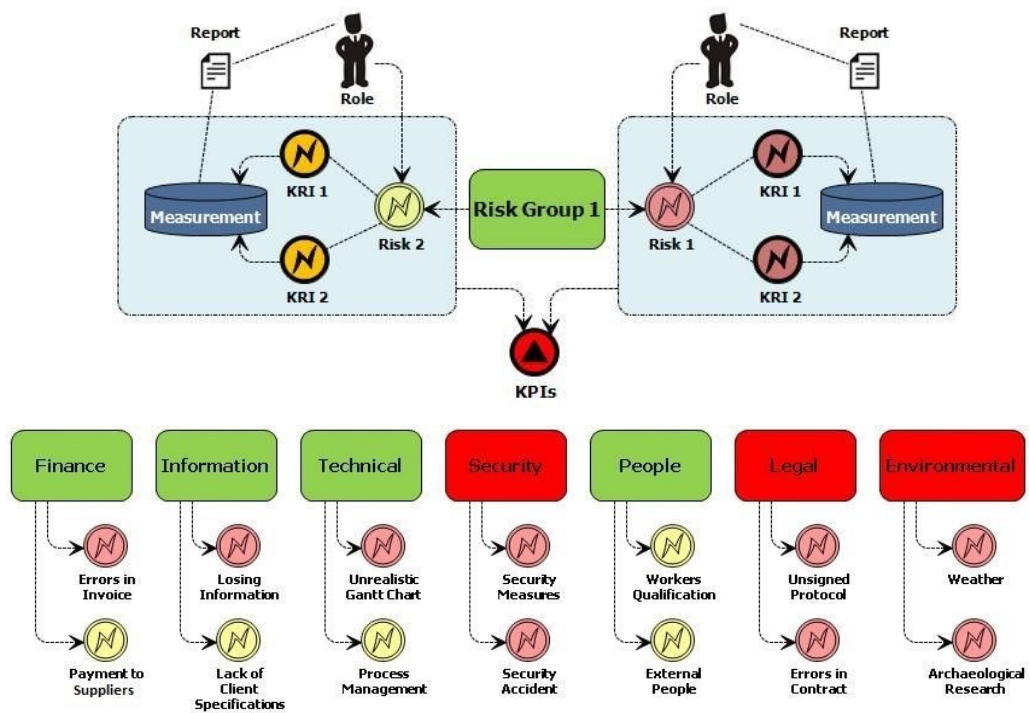 Report
Role
KRI 1
Measurement
Risk 2
KRI 2
Risk Group 1
Role
Report
KRI 1
Risk 1
Measurement
KRI 2
KPIs
Finance
Information
Technical
Security
People
Legal
Environmental
Errors in
Invoice
Losing
Information
Unrealistic
Gantt Chart
Security
Measures
Workers
Qualification
Unsigned
Protocol
Weather
Payment to
Suppliers
Lack of
Client
Specifications
Process
Management
Security
Accident
External
People
Errors in
Contract
Archaeological
Research